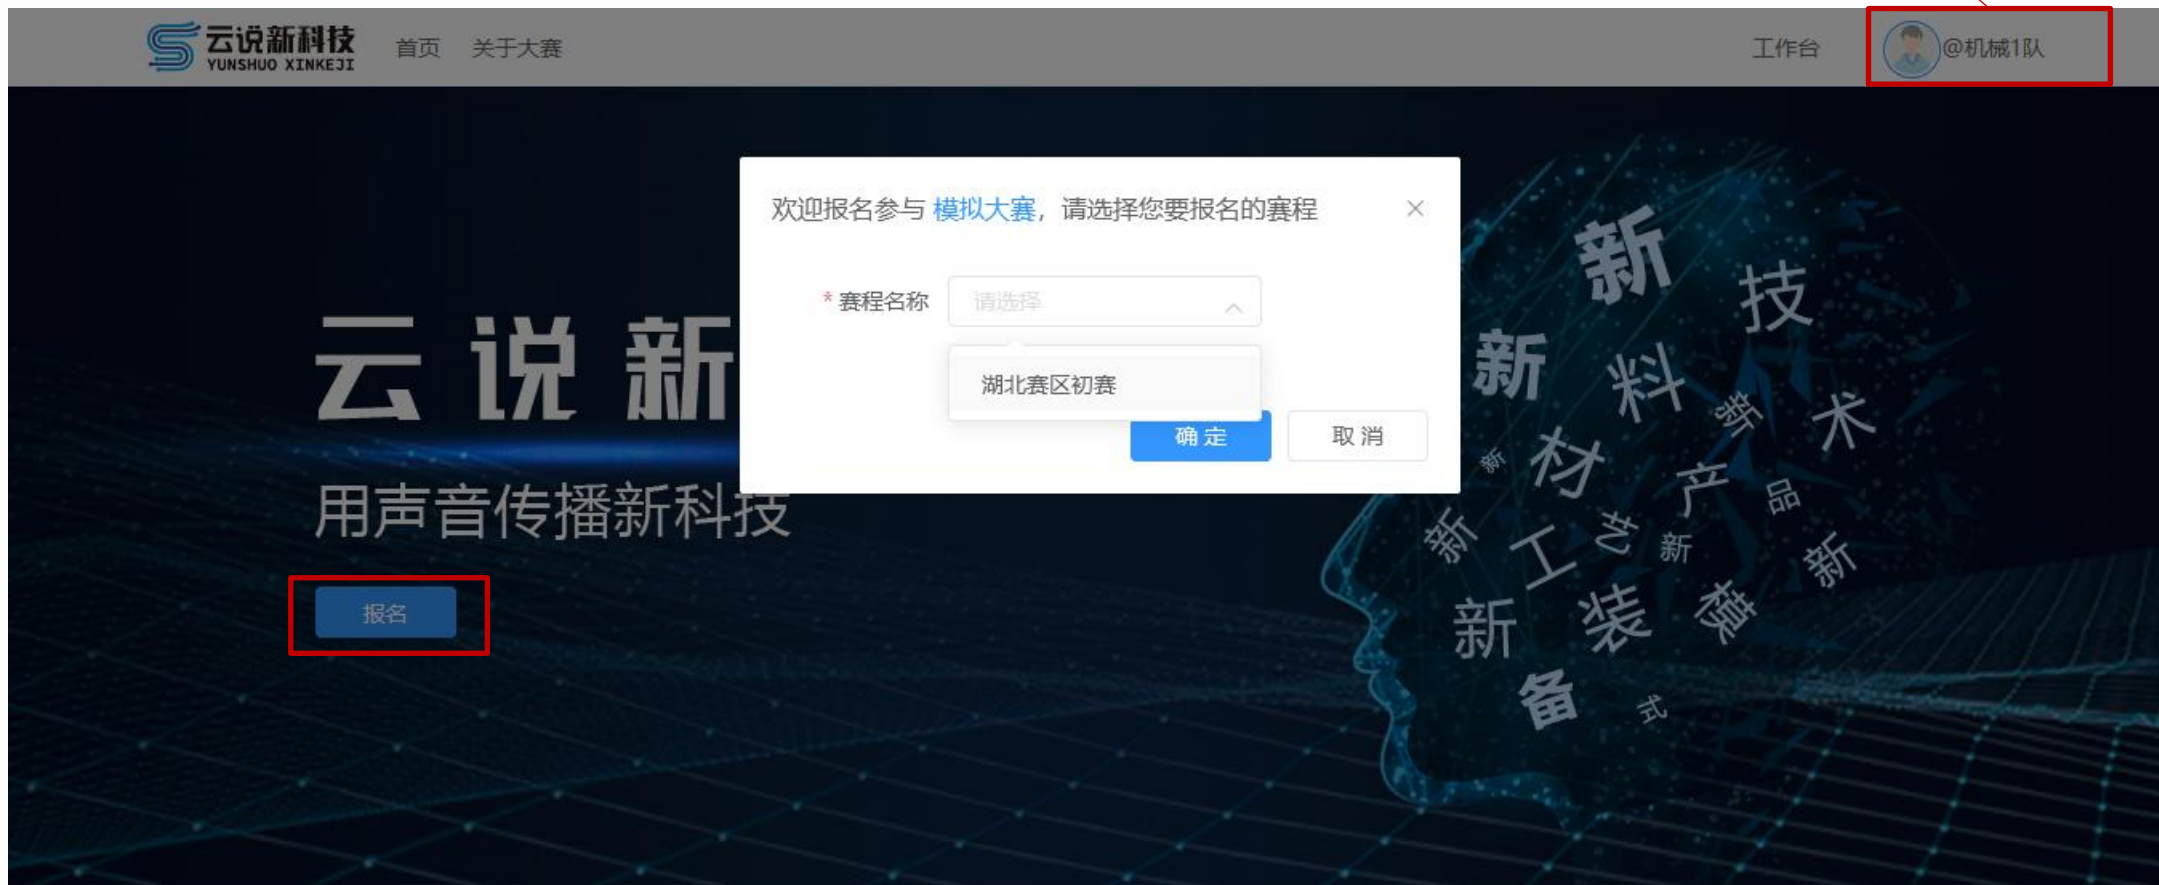 云说新科技
YUNSHUO XINKEJI
首页
关于大赛
工作台
@机械1队
欢迎报名参与 模拟大赛，请选择您要报名的赛程
* 赛程名称
请选择
湖北赛区初赛
确 定
取 消
云说新
用声音传播新科技
报名
新
技
新
料
新
术
新
材
产
品
新
工
艺
新
新
新
装
模
备
式